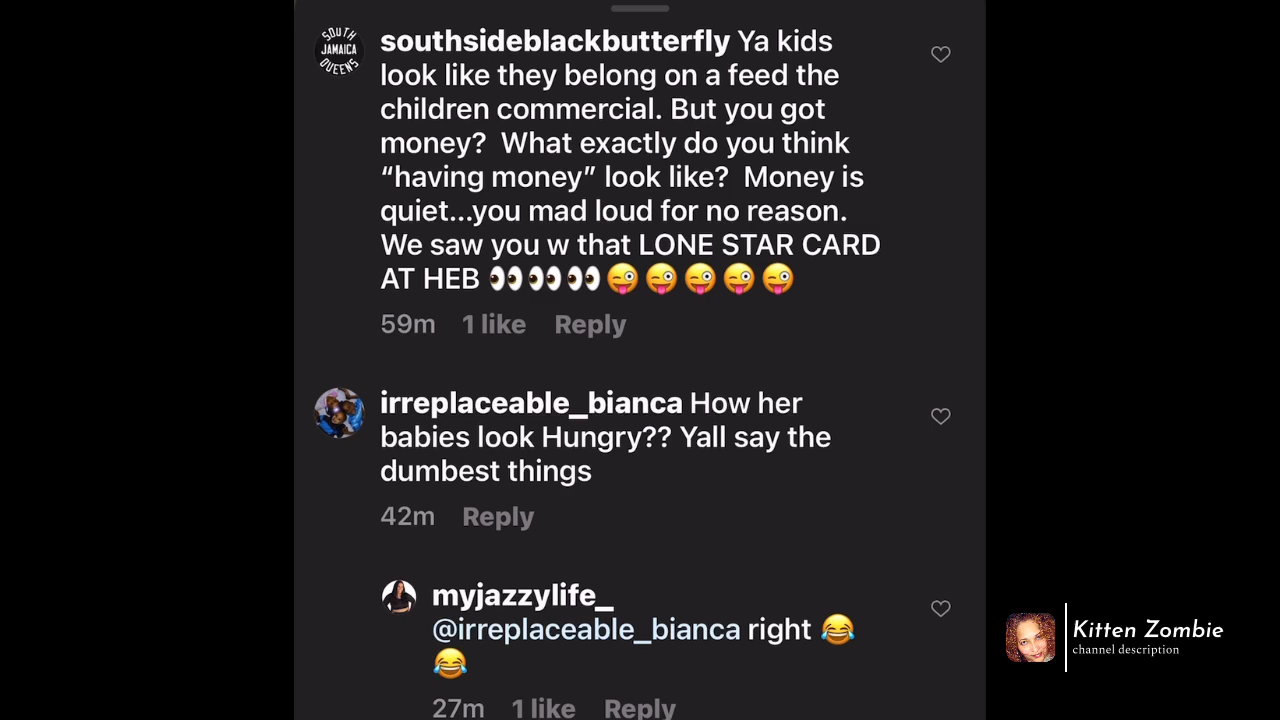 SOUTH
JAMAICA
QUEENS
southsideblackbutterfly Ya kids
look like they belong on a feed the
children commercial. But you got
money?  What exactly do you think
“having money” look like?  Money is
quiet...you mad loud for no reason.
We saw you w that LONE STAR CARD
AT HEB 👀👀👀😜😜😜😜😜
59m 1 like Reply
irreplaceable_bianca How her
babies look Hungry?? Yall say the
dumbest things
42m Reply
myjazzylife_
@irreplaceable_bianca right 😂
😂
27m 1 like Reply
Kitten Zombie
channel description